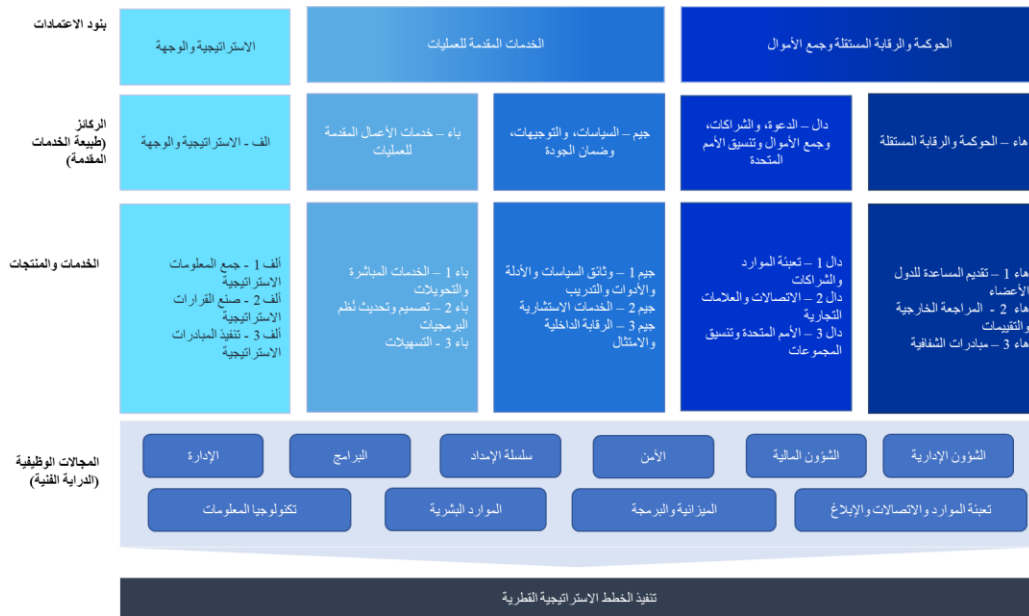 بنود الاعتمادات
الاستراتيجية والوجهة
الخدمات المقدمة للعمليات
الحوكمة والرقابة المستقلة وجمع الأموال
الركائز
(طبيعة الخدمات
المقدمة)
الف - الاستراتيجية والوجهة
باء – خدمات الأعمال المقدمة
للعمليات
جيم – السياسات، والتوجيهات،
وضمان الجودة
دال – الدعوة، والشراكات،
وجمع الأموال وتنسيق الأمم
المتحدة
هاء – الحوكمة والرقابة المستقلة
الخدمات والمنتجات
ألف 1 - جمع المعلومات
الاستراتيجية
ألف 2 - صنع القرارات
الاستراتيجية
ألف 3 - تنفيذ المبادرات
الاستراتيجية
باء 1 – الخدمات المباشرة
والتحويلات
باء 2 – تصميم وتحديث نُظم
البرمجيات
باء 3 - التسهيلات
جيم 1 – وثائق السياسات والأدلة
والأدوات والتدريب
جيم 2 – الخدمات الاستشارية
جيم 3 – الرقابة الداخلية
والامتثال
دال 1 – تعبئة الموارد
والشراكات
دال 2 – الاتصالات والعلامات
التجارية
دال 3 – الأمم المتحدة وتنسيق
المجموعات
هاء 1 – تقديم المساعدة للدول
الأعضاء
هاء 2 - المراجعة الخارجية
والتقييمات
هاء 3 – مبادرات الشفافية
المجالات الوظيفية
(الدراية الفنية)
الإدارة
البرامج
سلسلة الإمداد
الأمن
الشؤون المالية
الشؤون الإدارية
تكنولوجيا المعلومات
الموارد البشرية
الميزانية والبرمجة
تعبئة الموارد والاتصالات والإبلاغ
تنفيذ الخطط الاستراتيجية القطرية